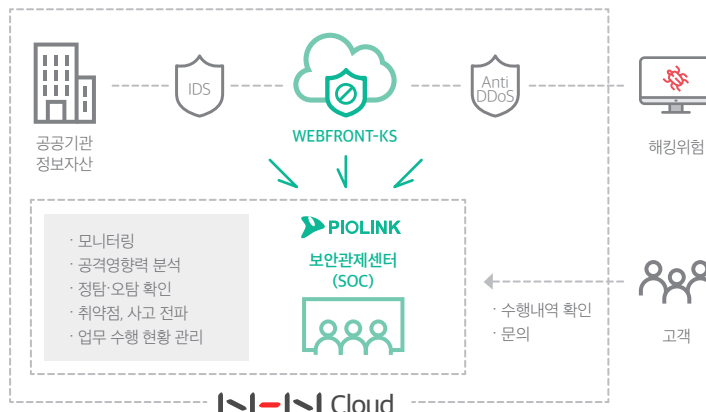 IDS
Anti
DDoS
WEBFRONT-KS
공공기관
정보자산
해킹위험
PIOLINK
보안관제센터
(SOC)
· 모니터링
· 공격영향력 분석
· 정탐·오탐 확인
· 취약점, 사고 전파
· 업무 수행 현황 관리
· 수행내역 확인
· 문의
고객
NHN Cloud